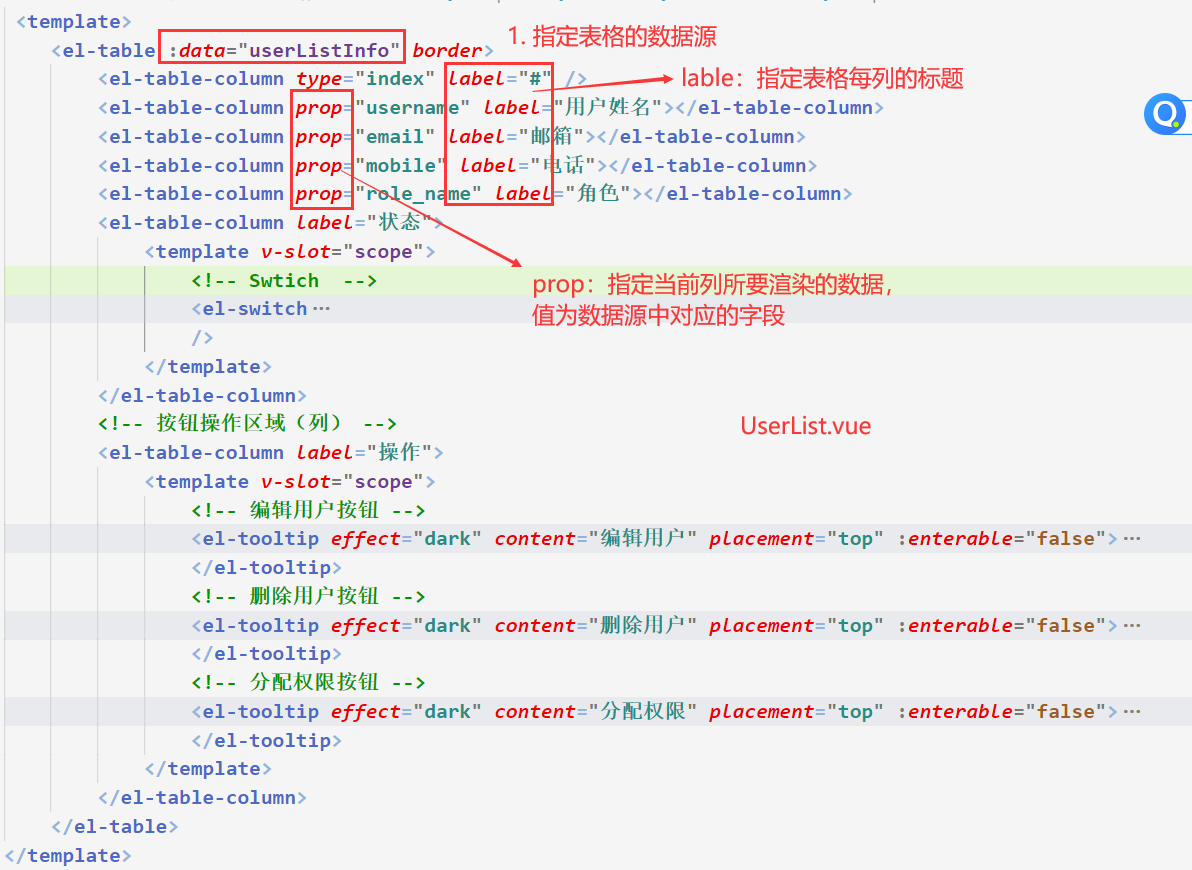 <template>
<el-table :data="userListInfo" border>
1. 指定表格的数据源
<el-table-column type="index" label="#" />
lable：指定表格每列的标题
<el-table-column prop="username" label="用户姓名"></el-table-column>
<el-table-column prop="email" label="邮箱"></el-table-column>
<el-table-column prop="mobile" label="电话"></el-table-column>
<el-table-column prop="role_name" label="角色"></el-table-column>
<el-table-column label="状态">
<template v-slot="scope">
<!-- Swtich  -->
prop：指定当前列所要渲染的数据，
<el-switch···
值为数据源中对应的字段
/>
</template>
</el-table-column>
<!-- 按钮操作区域（列） -->
UserList.vue
<el-table-column label="操作">
<template v-slot="scope">
<!-- 编辑用户按钮 -->
<el-tooltip effect="dark" content="编辑用户" placement="top" :enterable="false">···
</el-tooltip>
<!-- 删除用户按钮 -->
<el-tooltip effect="dark" content="删除用户" placement="top" :enterable="false">···
</el-tooltip>
<!-- 分配权限按钮 -->
<el-tooltip effect="dark" content="分配权限" placement="top" :enterable="false">···
</el-tooltip>
</template>
</el-table-column>
</el-table>
</template>